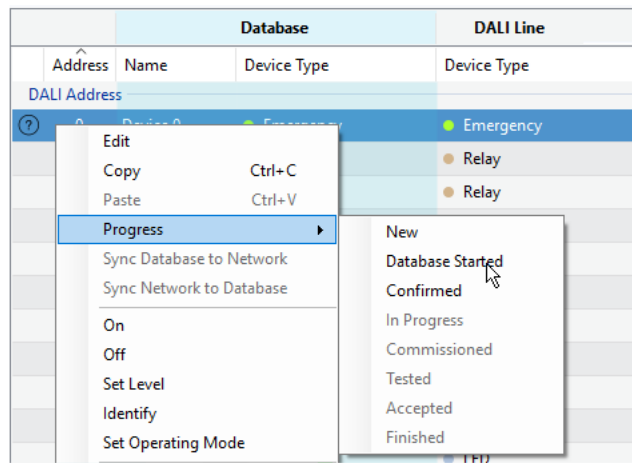 Database DALI Line
Address Name Device Type Device Type
DALI Address
? Emergency
Edit
Relay
Copy Ctrl+C
Paste Ctrl+V
Relay
Progress
New
Sync Database to Network
Database Started
Sync Network to Database
Confirmed
On
In Progress
Off
Commissioned
Set Level
Tested
Identify
Accepted
Set Operating Mode
Finished